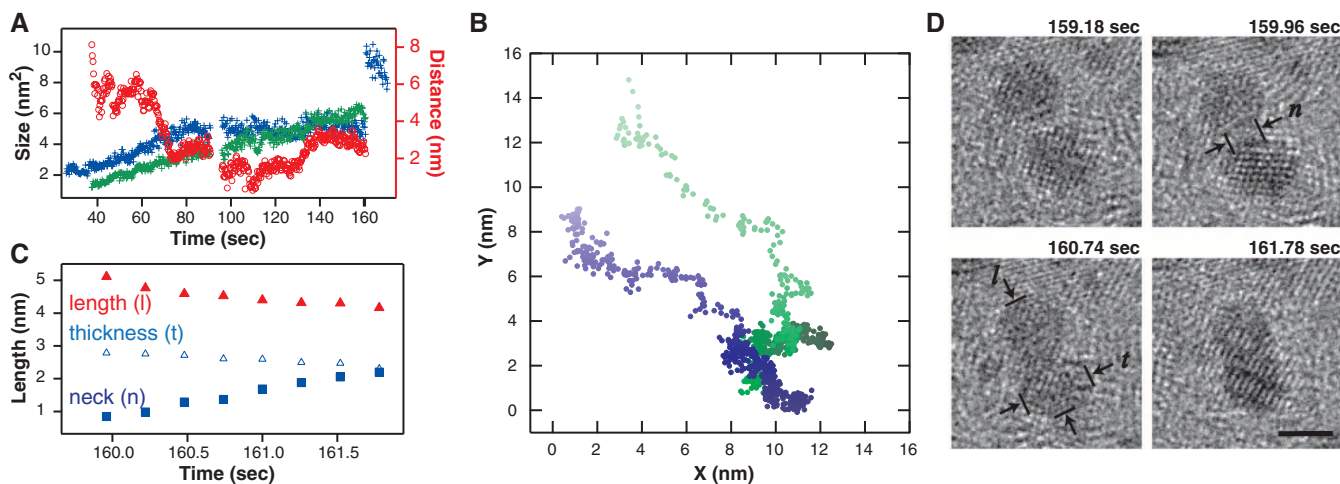 A
Size (nm²)
10
8
6
4
2
8
6
4
2
Distance (nm)
40 60 80 100 120 140 160
Time (sec)
B
Y (nm)
16
14
12
10
8
6
4
2
0
0 2 4 6 8 10 12 14 16
X (nm)
C
Length (nm)
5
4
3
2
1
length (l)
thickness (t)
neck (n)
160.0 160.5 161.0 161.5
Time (sec)
D
159.18 sec
159.96 sec
n
160.74 sec
l
t
161.78 sec